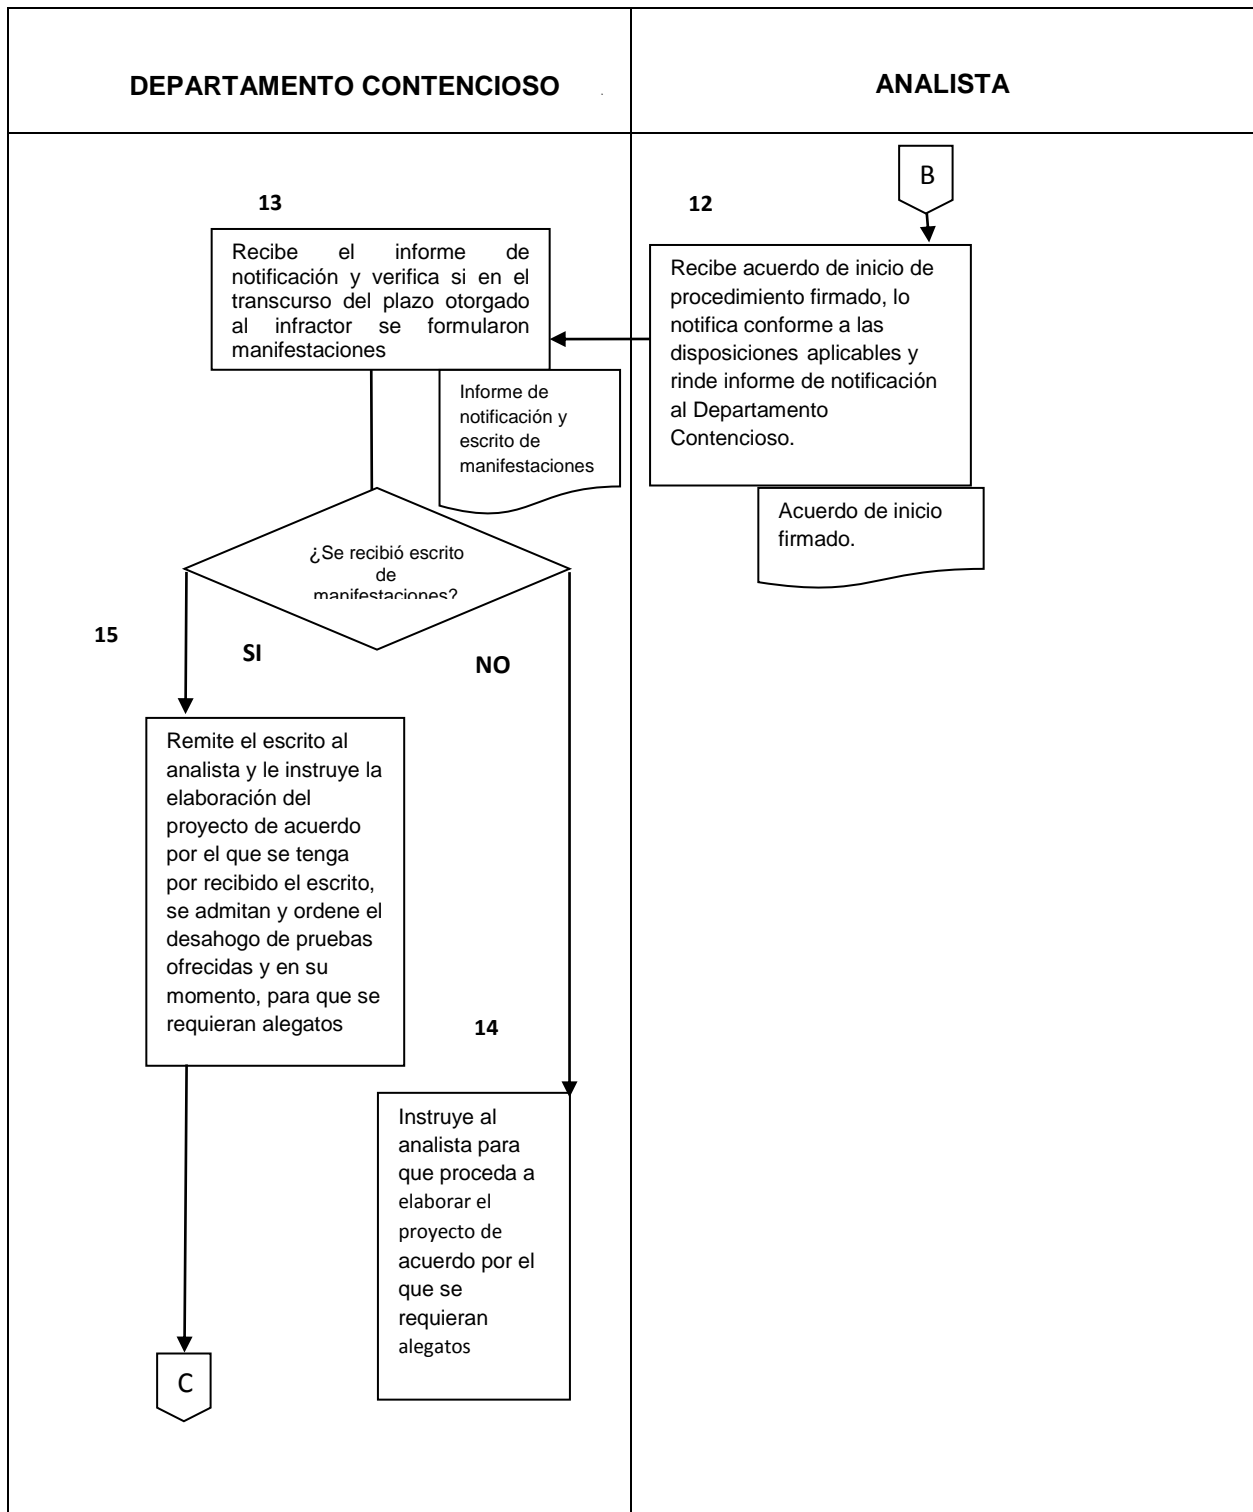 DEPARTAMENTO CONTENCIOSO
ANALISTA
B
12
Recibe acuerdo de inicio de
procedimiento firmado, lo
notifica conforme a las
disposiciones aplicables y
rinde informe de notificación
al Departamento
Contencioso.
Acuerdo de inicio
firmado.
13
Recibe el informe de
notificación y verifica si en el
transcurso del plazo otorgado
al infractor se formularon
manifestaciones
Informe de
notificación y
escrito de
manifestaciones
¿Se recibió escrito
de
manifestaciones?
15
SI
NO
Remite el escrito al
analista y le instruye la
elaboración del
proyecto de acuerdo
por el que se tenga
por recibido el escrito,
se admitan y ordene el
desahogo de pruebas
ofrecidas y en su
momento, para que se
requieran alegatos
14
Instruye al
analista para
que proceda a
elaborar el
proyecto de
acuerdo por el
que se
requieran
alegatos
C